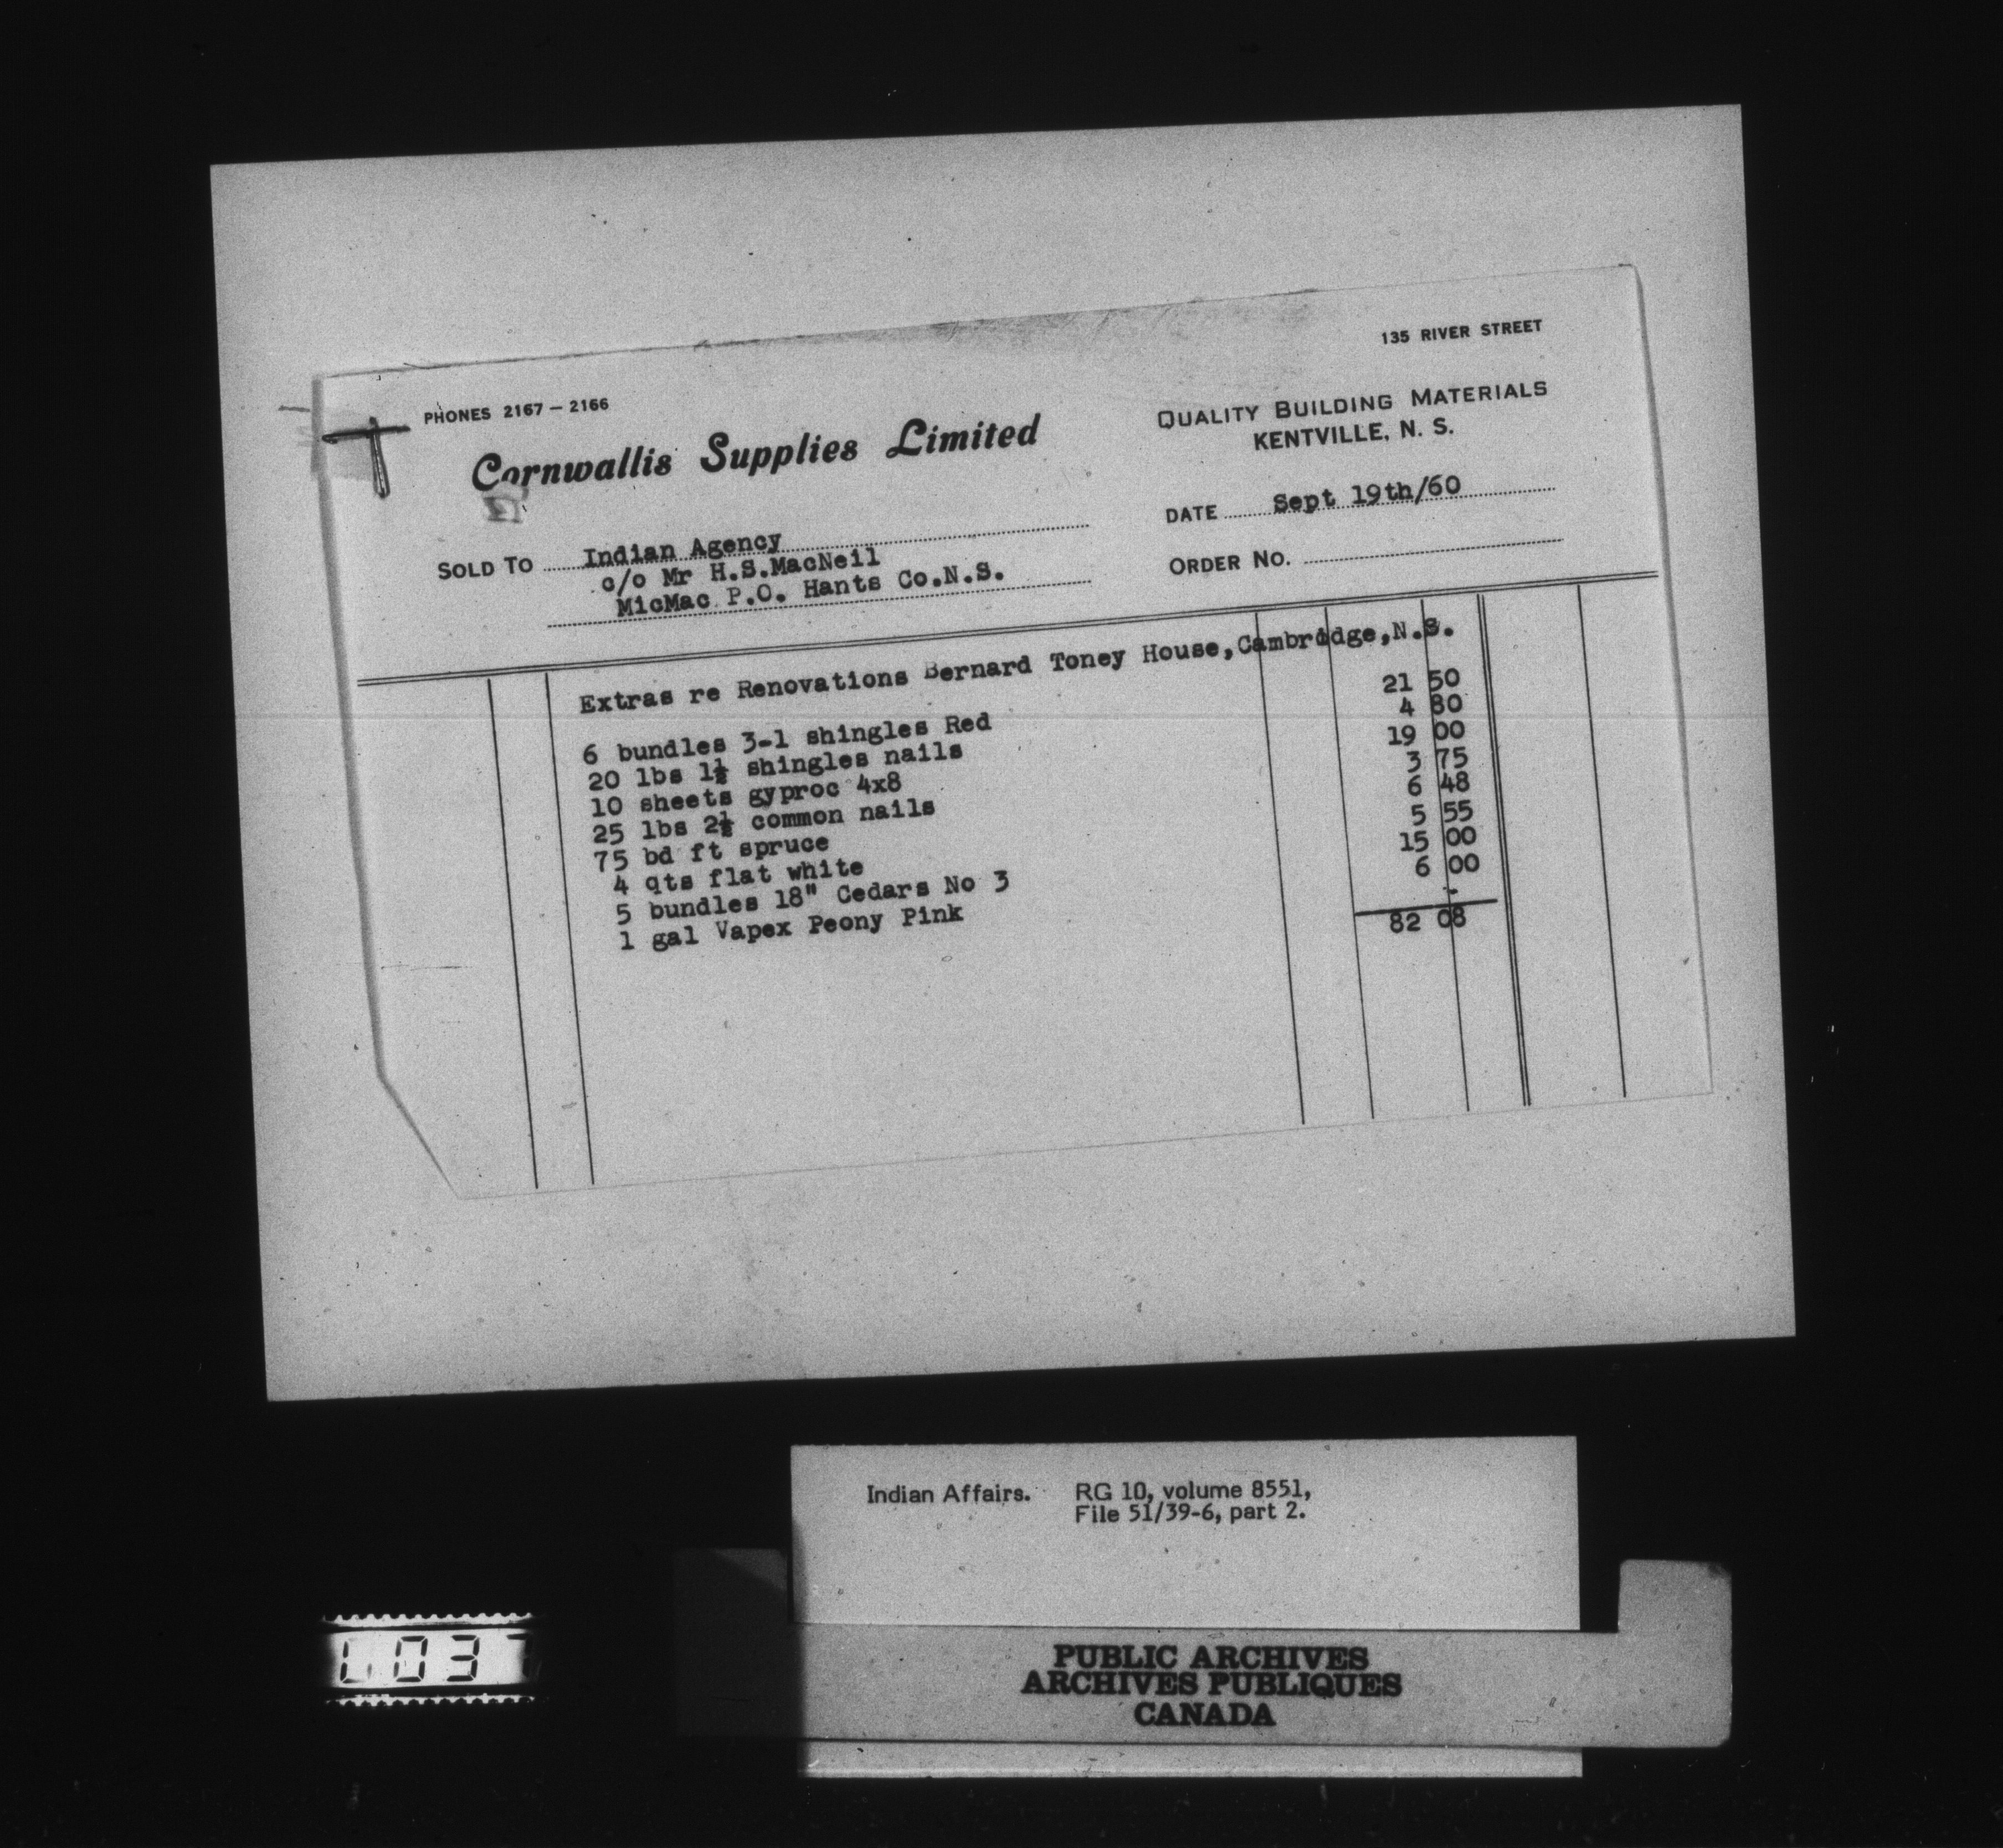 135 RIVER STREET
PHONES 2167 – 2166
QUALITY BUILDING MATERIALS
Cornwallis Supplies Limited
KENTVILLE, N. S.
DATE Sept 19th/60
SOLD TO Indian Agency
c/o Mr H.S.MacNeil
ORDER NO.
MicMac P.O. Hants Co.N.S.
Extras re Renovations Bernard Toney House,Cambridge,N.S.
6 bundles 3-1 shingles Red 21 50
20 lbs 1½ shingles nails 4 80
10 sheets gyproc 4x8 19 00
25 lbs 2½ common nails 3 75
75 bd ft spruce 6 48
4 qts flat white 5 55
5 bundles 18" Cedars No 3 15 00
1 gal Vapex Peony Pink 6 00
82 08
Indian Affairs. RG 10, volume 8551,
File 51/39-6, part 2.
PUBLIC ARCHIVES
ARCHIVES PUBLIQUES
CANADA